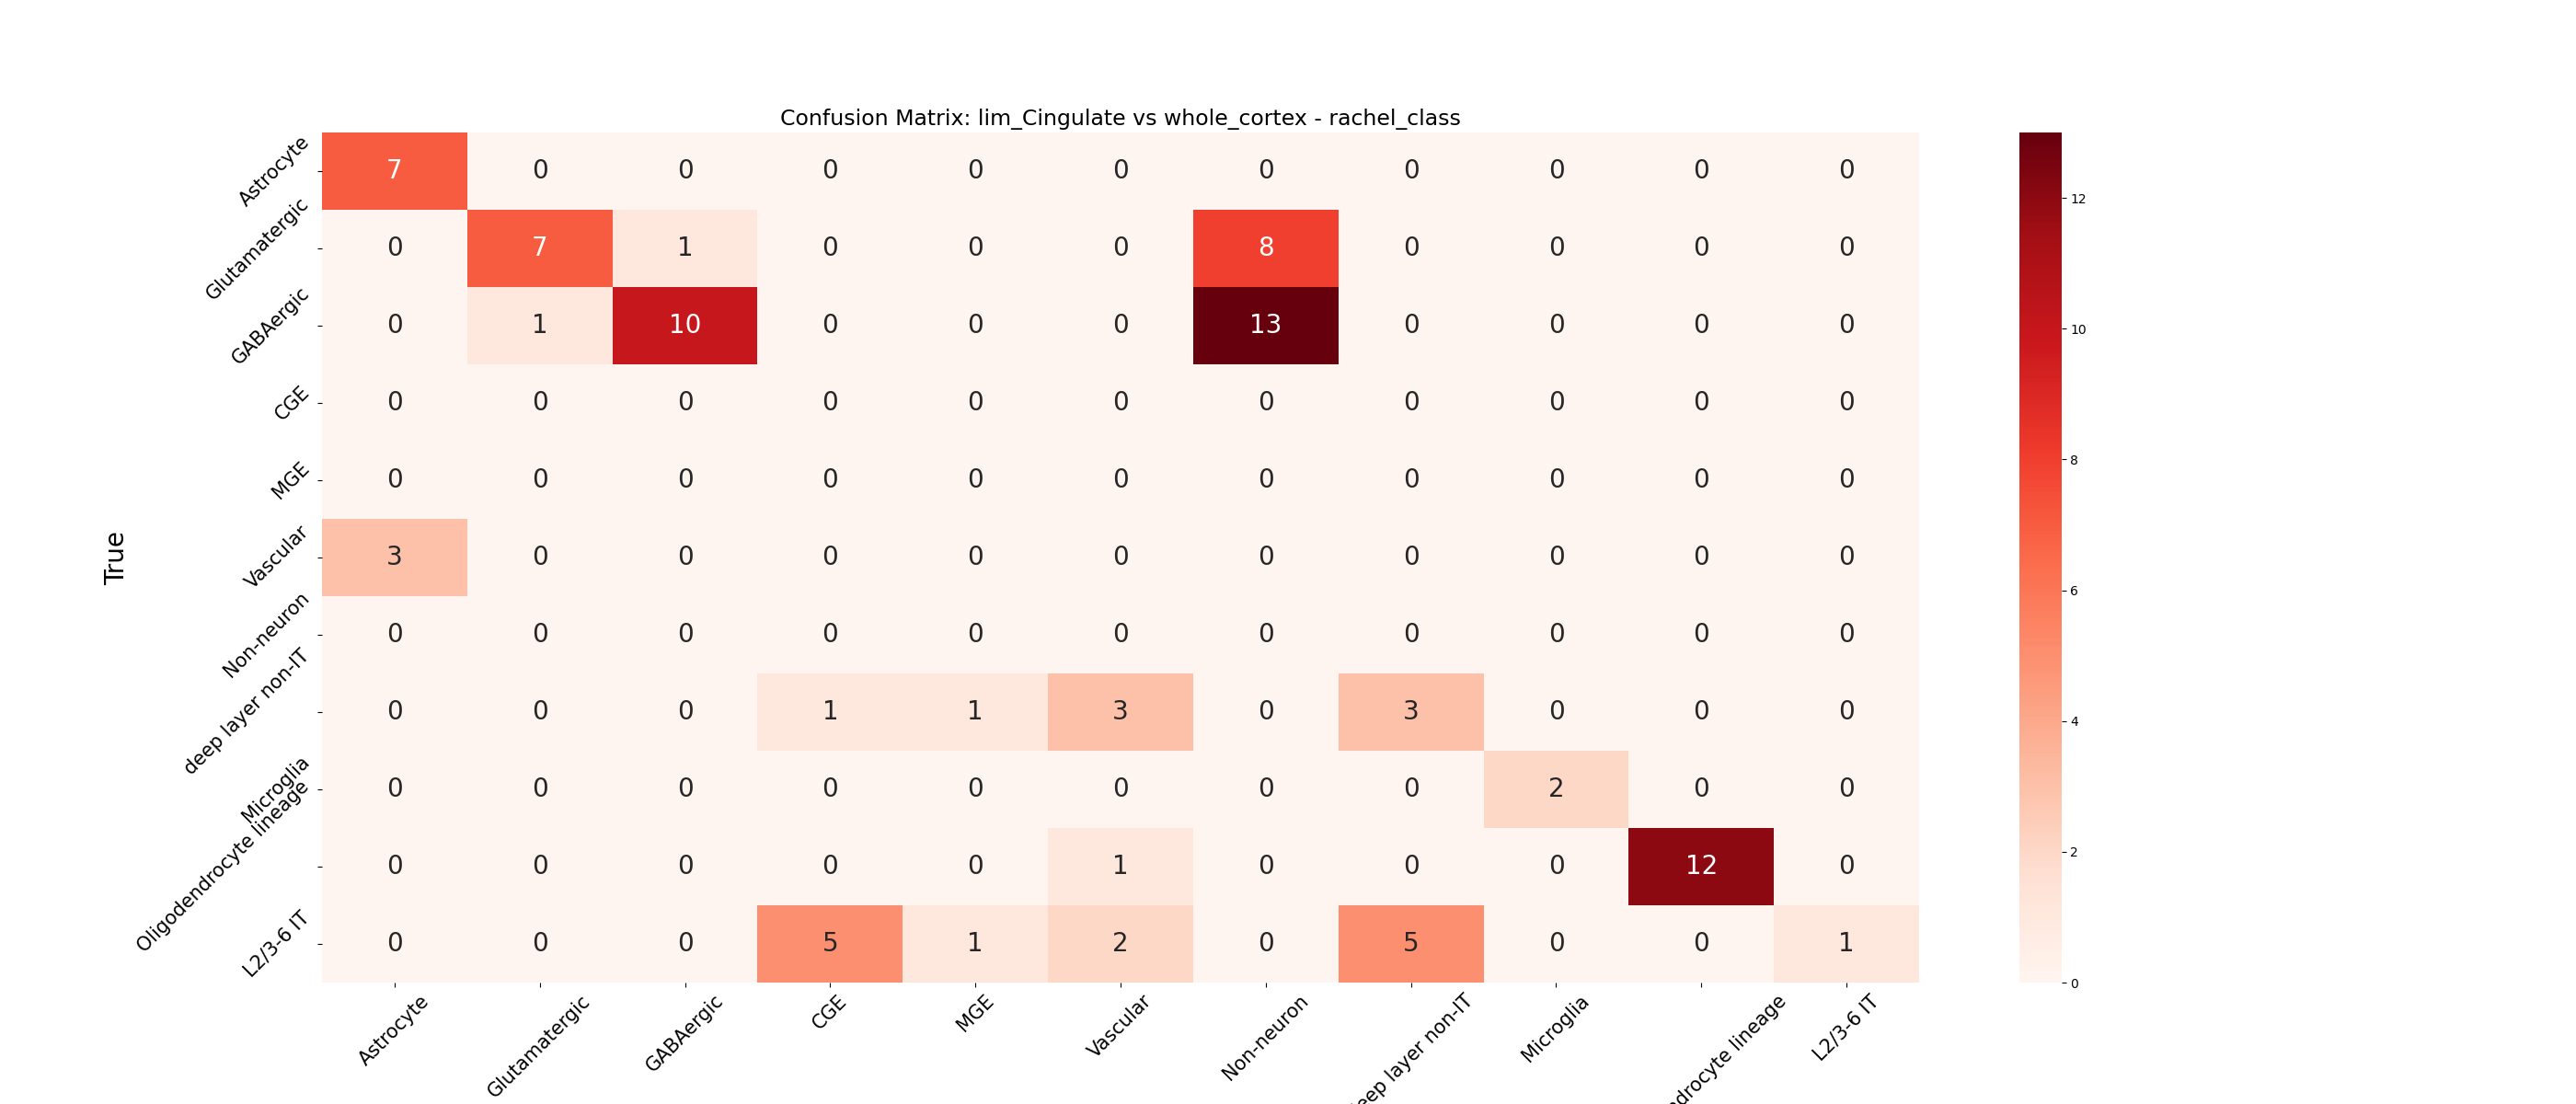 Confusion Matrix: lim_Cingulate vs whole_cortex - rachel_class
Astrocyte 7 0 0 0 0 0 0 0 0 0 0
Glutamatergic 0 7 1 0 0 0 8 0 0 0 0
GABAergic 0 1 10 0 0 0 13 0 0 0 0
CGE 0 0 0 0 0 0 0 0 0 0 0
MGE 0 0 0 0 0 0 0 0 0 0 0
Vascular 3 0 0 0 0 0 0 0 0 0 0
Non-neuron 0 0 0 0 0 0 0 0 0 0 0
deep layer non-IT 0 0 0 1 1 3 0 3 0 0 0
Microglia 0 0 0 0 0 0 0 0 2 0 0
Oligodendrocyte lineage 0 0 0 0 0 1 0 0 0 12 0
L2/3-6 IT 0 0 0 5 1 2 0 5 0 0 1
True
Astrocyte
Glutamatergic
GABAergic
CGE
MGE
Vascular
Non-neuron
eep layer non-IT
Microglia
ndrocyte lineage
L2/3-6 IT
12
10
8
6
4
2
0